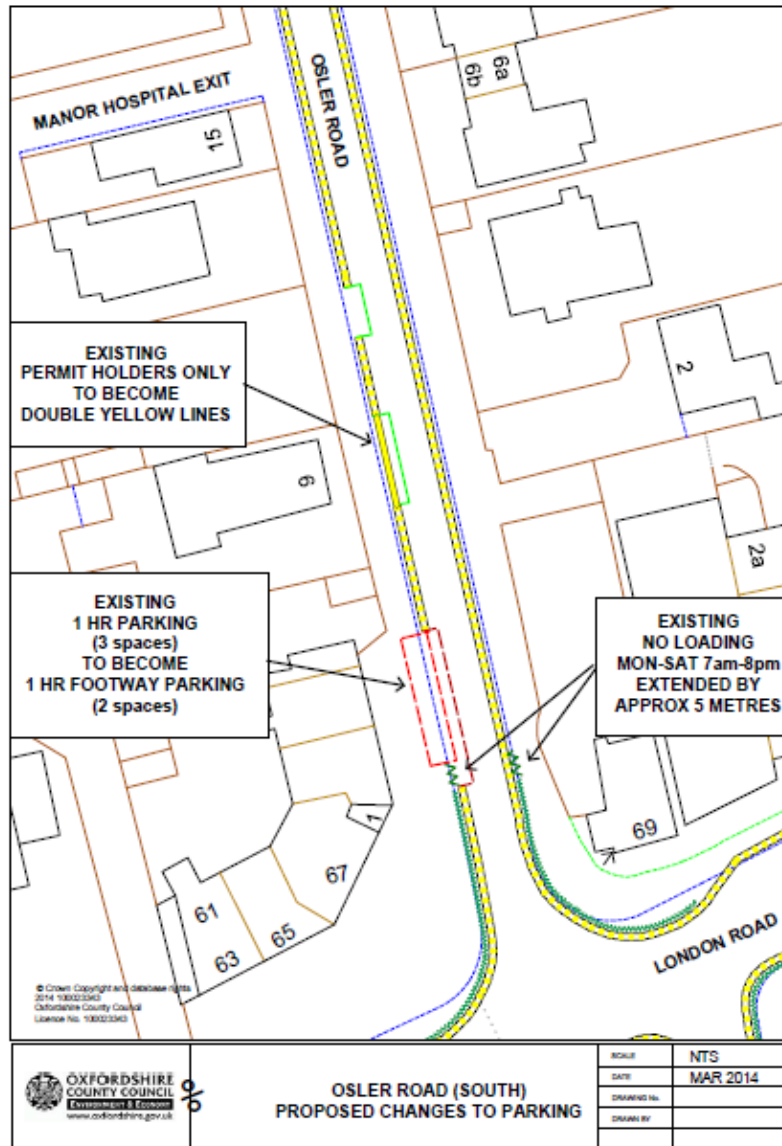 OSLER ROAD
MANOR HOSPITAL EXIT
15
6a
6b
EXISTING
PERMIT HOLDERS ONLY
TO BECOME
DOUBLE YELLOW LINES
2
6
2a
EXISTING
1 HR PARKING
(3 spaces)
TO BECOME
1 HR FOOTWAY PARKING
(2 spaces)
EXISTING
NO LOADING
MON-SAT 7am-8pm
EXTENDED BY
APPROX 5 METRES
1
69
67
61
65
63
LONDON ROAD
© Crown Copyright and database rights
2014 100023343
Oxfordshire County Council
Licence No. 100023343
OXFORDSHIRE
COUNTY COUNCIL
ENVIRONMENT & ECONOMY
www.oxfordshire.gov.uk
%
OSLER ROAD (SOUTH)
PROPOSED CHANGES TO PARKING
SCALE NTS
DATE MAR 2014
DRAWING No.
DRAWN BY